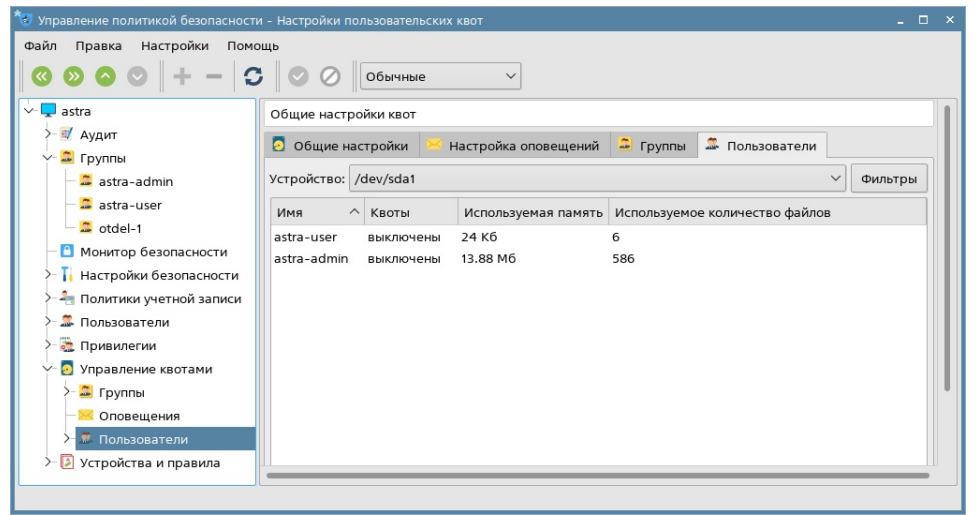 Управление политикой безопасности – Настройки пользовательских квот
Файл Правка Настройки Помощь
Обычные
astra
Аудит
Группы
astra-admin
astra-user
otdel-1
Монитор безопасности
Настройки безопасности
Политики учетной записи
Пользователи
Привилегии
Управление квотами
Группы
Оповещения
Пользователи
Устройства и правила
Общие настройки квот
Общие настройки Настройка оповещений Группы Пользователи
Устройство: /dev/sda1 Фильтры
Имя Квоты Используемая память Используемое количество файлов
astra-user выключены 24 Кб 6
astra-admin выключены 13.88 Мб 586